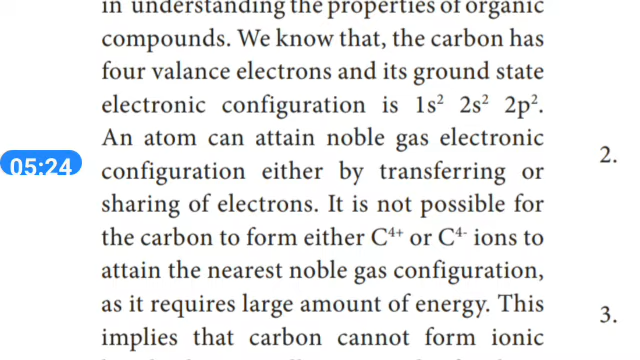 in understanding the properties of organic
compounds. We know that, the carbon has
four valance electrons and its ground state
electronic configuration is 1s² 2s² 2p².
An atom can attain noble gas electronic
05:24
configuration either by transferring or
2.
sharing of electrons. It is not possible for
the carbon to form either C⁴⁺ or C⁴⁻ ions to
attain the nearest noble gas configuration,
as it requires large amount of energy. This
3.
implies that carbon cannot form ionic